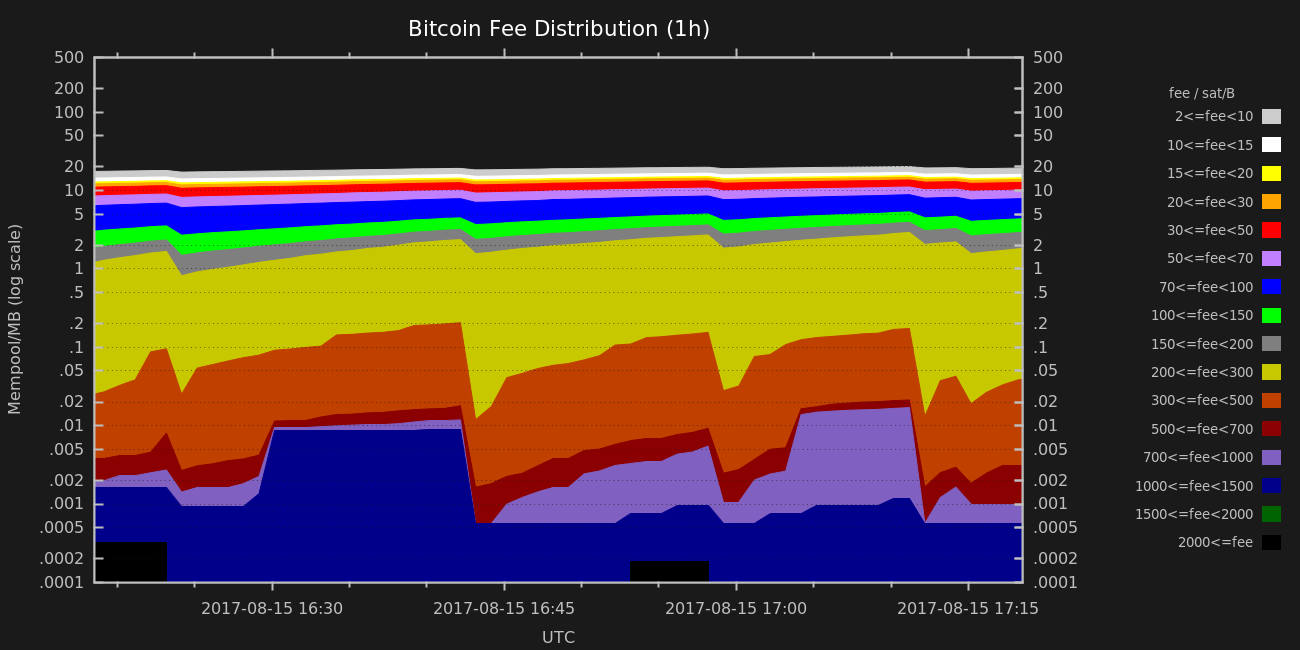 Bitcoin Fee Distribution (1h)
500
200
100
50
20
10
5
2
1
.5
.2
.1
.05
.02
.01
.005
.002
.001
.0005
.0002
.0001
Mempool/MB (log scale)
500
200
100
50
20
10
5
2
1
.5
.2
.1
.05
.02
.01
.005
.002
.001
.0005
.0002
.0001
2017-08-15 16:30
2017-08-15 16:45
2017-08-15 17:00
2017-08-15 17:15
UTC
fee / sat/B
2<=fee<10
10<=fee<15
15<=fee<20
20<=fee<30
30<=fee<50
50<=fee<70
70<=fee<100
100<=fee<150
150<=fee<200
200<=fee<300
300<=fee<500
500<=fee<700
700<=fee<1000
1000<=fee<1500
1500<=fee<2000
2000<=fee